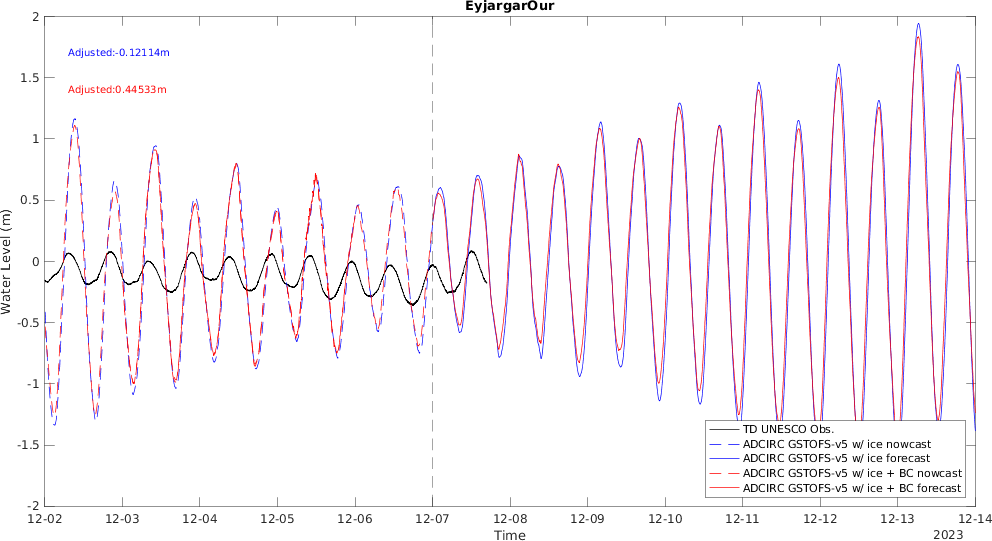 EyjargarOur
Adjusted:-0.12114m
Adjusted:0.44533m
Water Level (m)
2
1.5
1
0.5
0
-0.5
-1
-1.5
-2
TD UNESCO Obs.
ADCIRC GSTOFS-v5 w/ ice nowcast
ADCIRC GSTOFS-v5 w/ ice forecast
ADCIRC GSTOFS-v5 w/ ice + BC nowcast
ADCIRC GSTOFS-v5 w/ ice + BC forecast
12-02 12-03 12-04 12-05 12-06 12-07 12-08 12-09 12-10 12-11 12-12 12-13 12-14
Time
2023